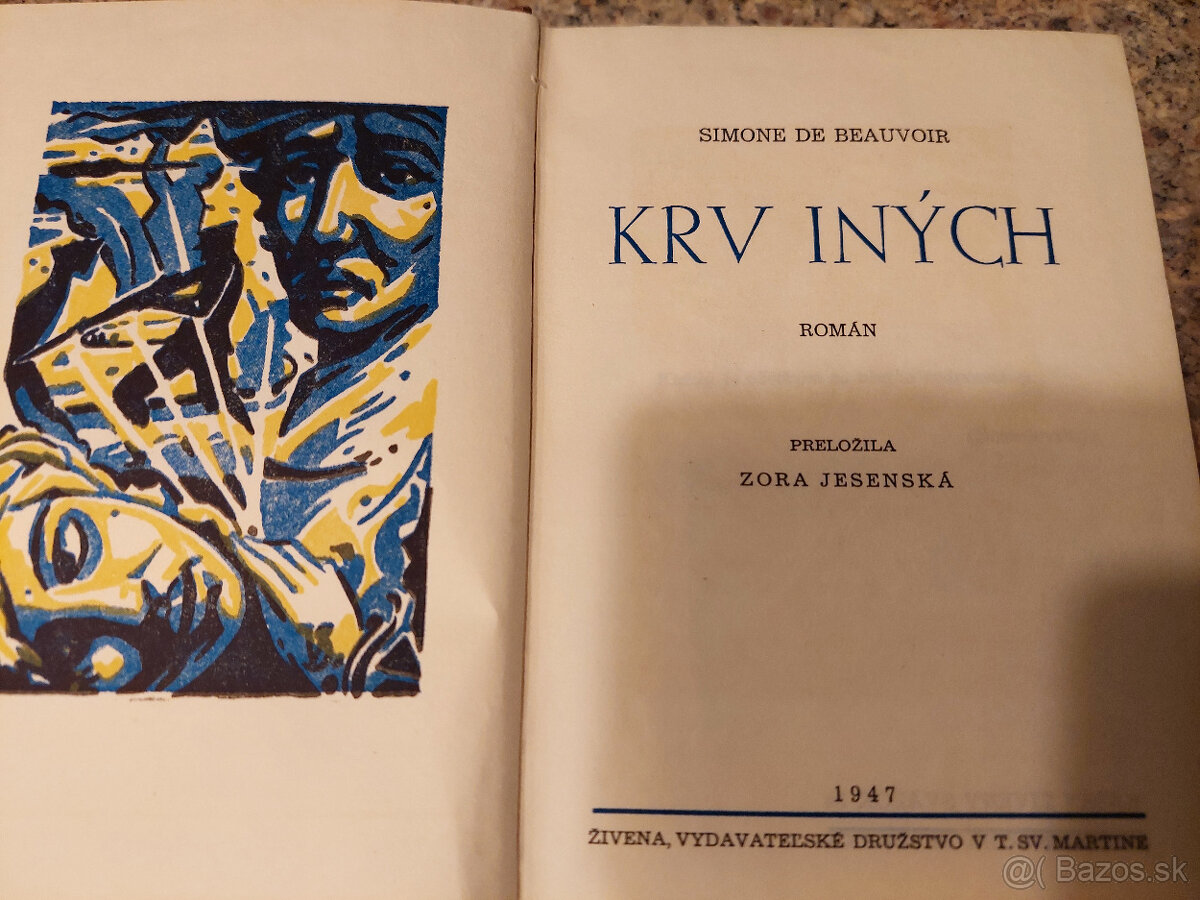 SIMONE DE BEAUVOIR
KRV INÝCH
ROMÁN
PRELOŽILA
ZORA JESENSKÁ
1947
ŽIVENA, VYDAVATEĽSKÉ DRUŽSTVO V T. SV. MARTINE
@( Bazos.sk